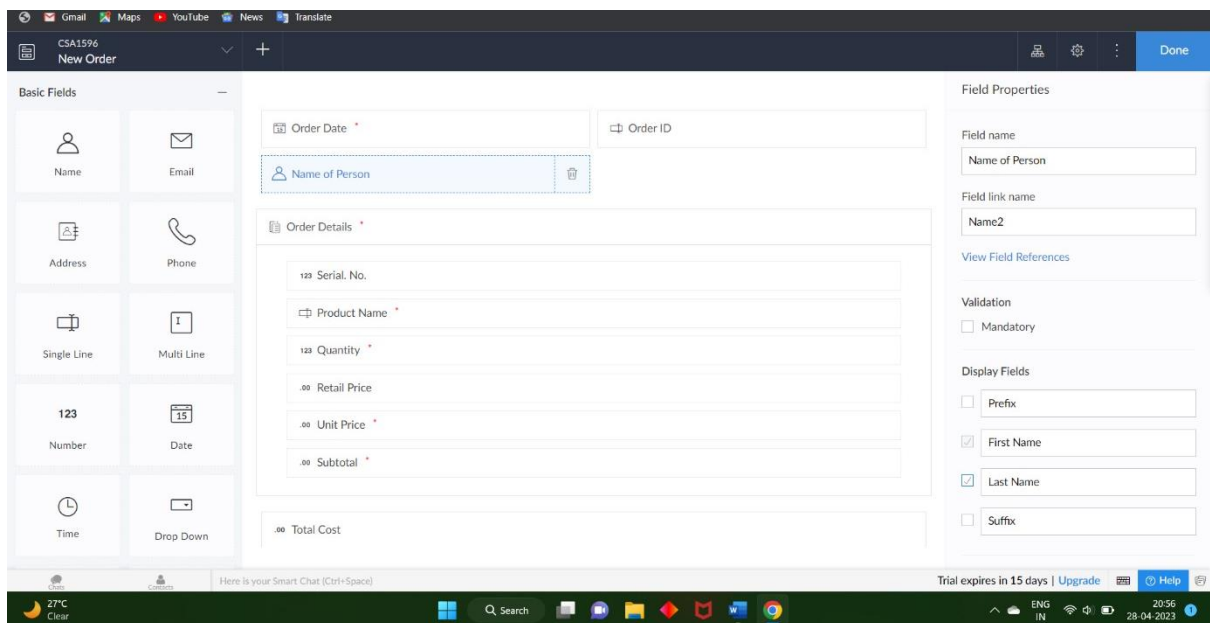 Gmail Maps YouTube News Translate
CSA1596
New Order
Done
Basic Fields
Name
Email
Address
Phone
Single Line
I
Multi Line
123
Number
15
Date
Time
Drop Down
15 Order Date *
Order ID
Name of Person
Order Details *
123 Serial. No.
Product Name *
123 Quantity *
.00 Retail Price
.00 Unit Price *
.00 Subtotal *
.00 Total Cost
Field Properties
Field name
Name of Person
Field link name
Name2
View Field References
Validation
Mandatory
Display Fields
Prefix
First Name
Last Name
Suffix
Chats
Contacts
Here is your Smart Chat (Ctrl+Space)
Trial expires in 15 days | Upgrade
Help
27°C
Clear
Search
W
ENG
IN
20:56
28-04-2023
1